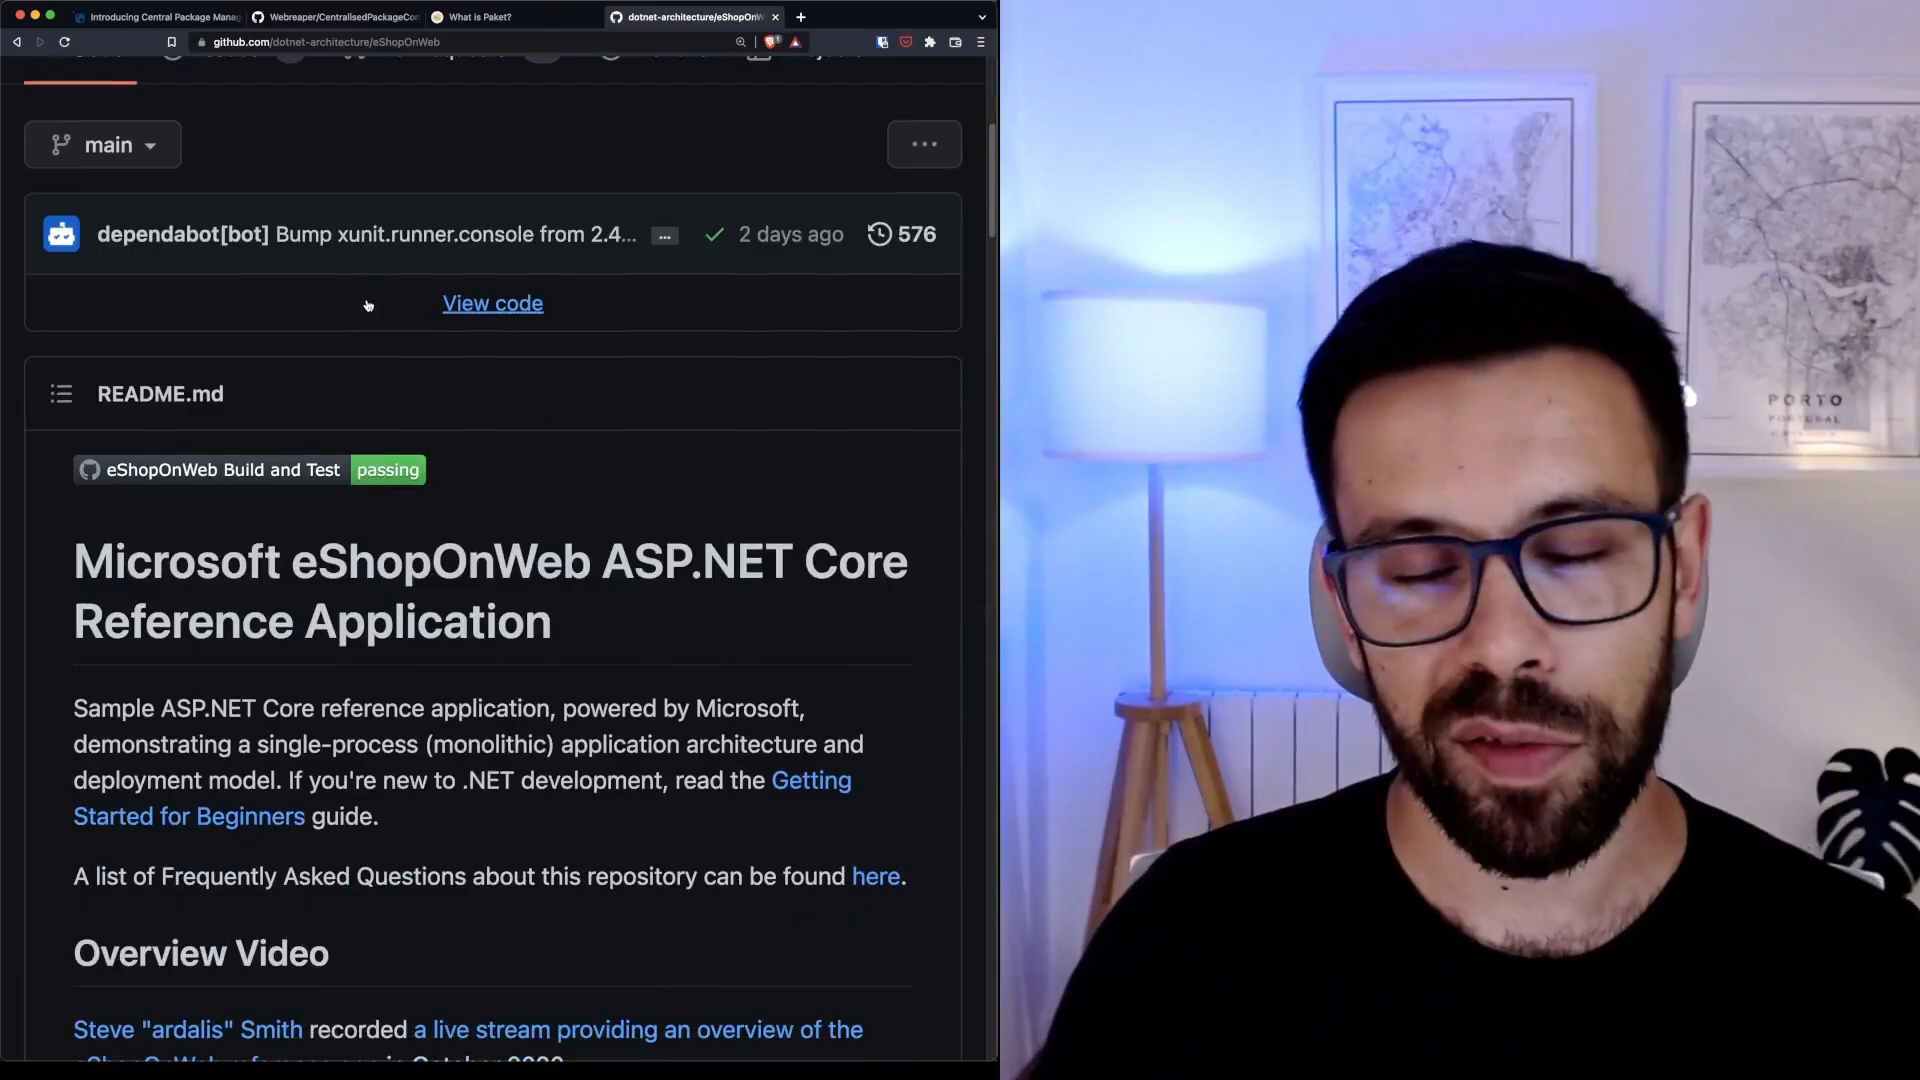 Introducing Central Package Manag
Webreaper/CentralisedPackageCon
What is Paket?
dotnet-architecture/eShopOnW
github.com/dotnet-architecture/eShopOnWeb
main
dependabot[bot] Bump xunit.runner.console from 2.4...
2 days ago
576
View code
README.md
eShopOnWeb Build and Test passing
Microsoft eShopOnWeb ASP.NET Core
Reference Application
Sample ASP.NET Core reference application, powered by Microsoft,
demonstrating a single-process (monolithic) application architecture and
deployment model. If you're new to .NET development, read the Getting
Started for Beginners guide.
A list of Frequently Asked Questions about this repository can be found here.
Overview Video
Steve "ardalis" Smith recorded a live stream providing an overview of the
PORTO
PORTUGAL